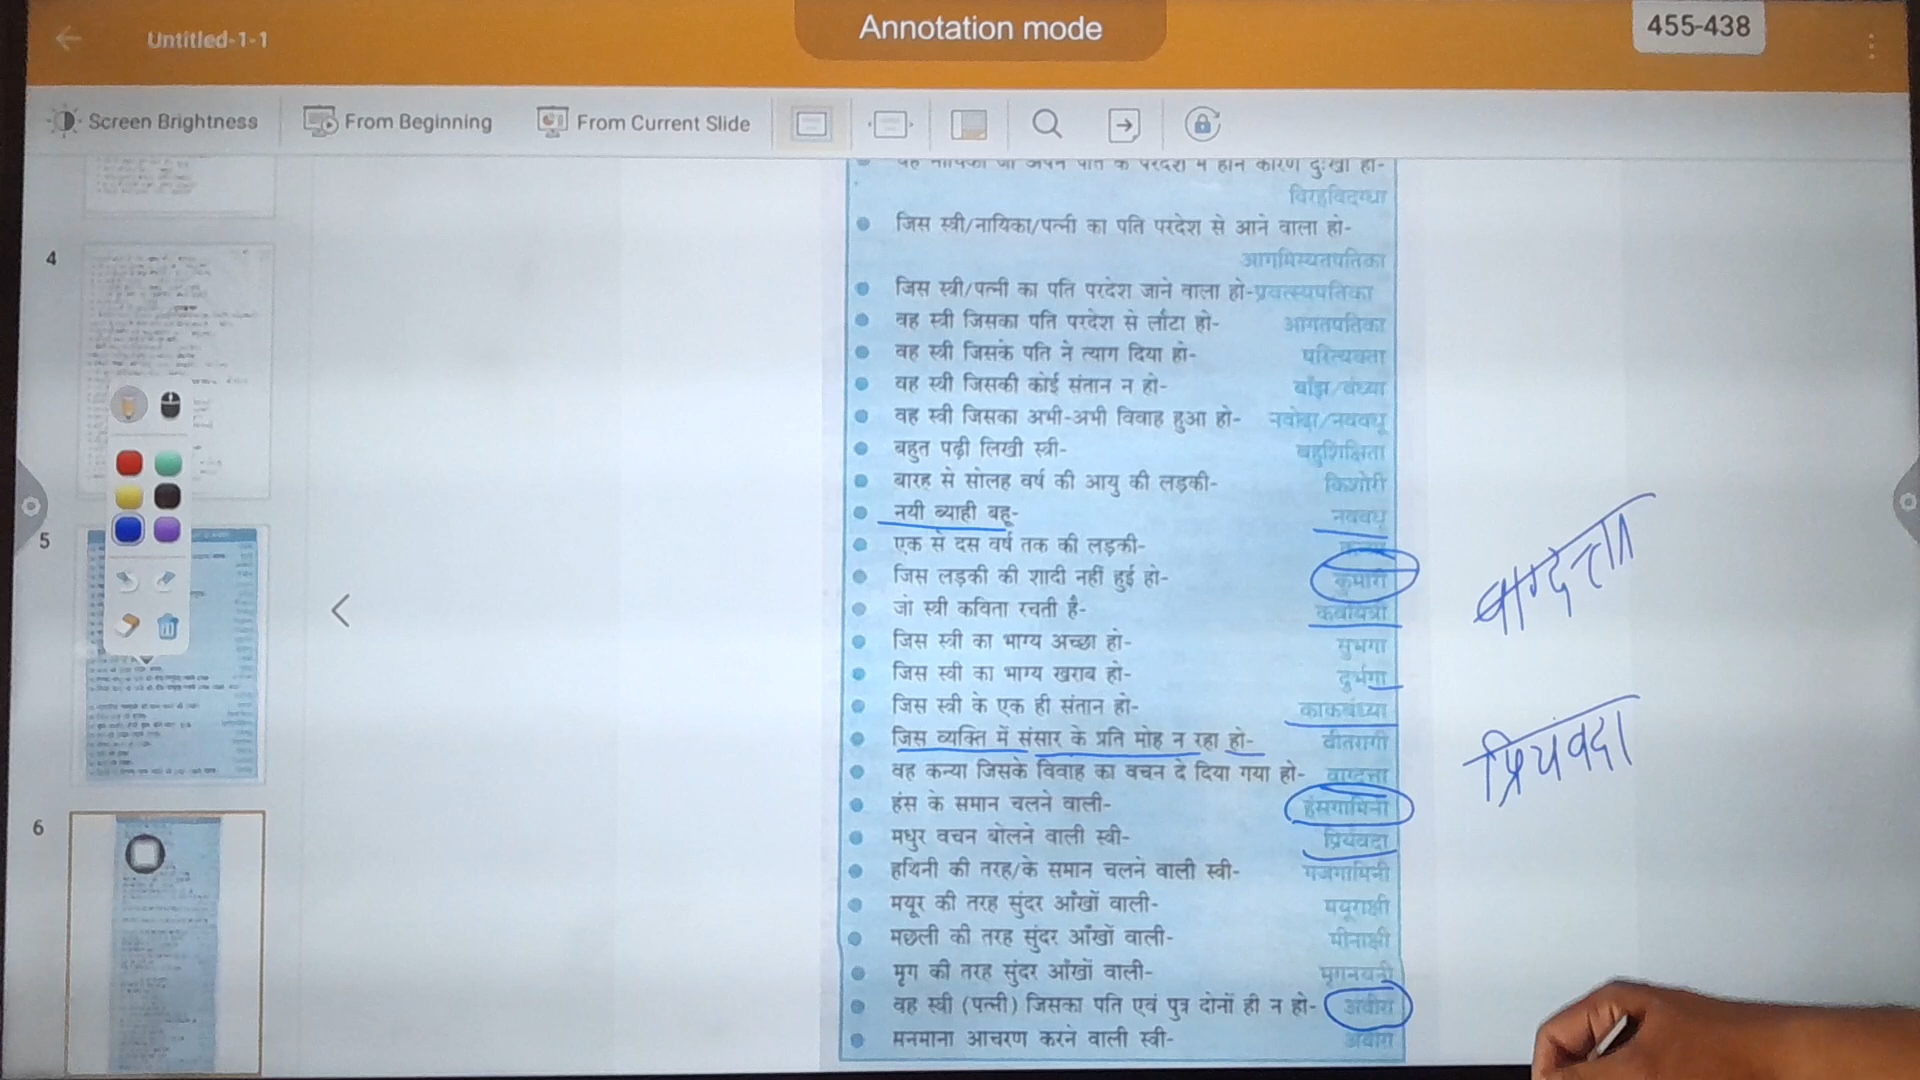 Annotation mode
455-438
Untitled-1-1
Screen Brightness
From Beginning
From Current Slide
विरहविदग्धा
जिस स्त्री/नायिका/पत्नी का पति परदेश से आने वाला हो-
आगमिस्यतपतिका
जिस स्त्री/पत्नी का पति परदेश जाने वाला हो-प्रवत्स्यपतिका
वह स्त्री जिसका पति परदेश से लौटा हो- आगतपतिका
वह स्त्री जिसके पति ने त्याग दिया हो- परित्यक्ता
वह स्त्री जिसकी कोई संतान न हो- बाँझ/बंध्या
वह स्त्री जिसका अभी-अभी विवाह हुआ हो- नवोढ़ा/नववधू
बहुत पढ़ी लिखी स्त्री- बहुशिक्षिता
बारह से सोलह वर्ष की आयु की लड़की- किशोरी
नयी ब्याही बहू- नववधू
एक से दस वर्ष तक की लड़की-
जिस लड़की की शादी नहीं हुई हो- कुमारी
जो स्त्री कविता रचती है- कवयित्री
जिस स्त्री का भाग्य अच्छा हो- सुभगा
जिस स्त्री का भाग्य खराब हो- दुर्भगा
जिस स्त्री के एक ही संतान हो- काकबंध्या
जिस व्यक्ति में संसार के प्रति मोह न रहा हो- वीतरागी
वह कन्या जिसके विवाह का वचन दे दिया गया हो- वाग्दत्ता
हंस के समान चलने वाली- हंसगामिनी
मधुर वचन बोलने वाली स्त्री- प्रियंवदा
हथिनी की तरह/के समान चलने वाली स्त्री- गजगामिनी
मयूर की तरह सुंदर आँखों वाली- मयूराक्षी
मछली की तरह सुंदर आँखों वाली- मीनाक्षी
मृग की तरह सुंदर आँखों वाली- मृगनयनी
वह स्त्री (पत्नी) जिसका पति एवं पुत्र दोनों ही न हो- अवीरा
मनमाना आचरण करने वाली स्त्री-
वाग्देत्ता
प्रियंवदा
4
5
6